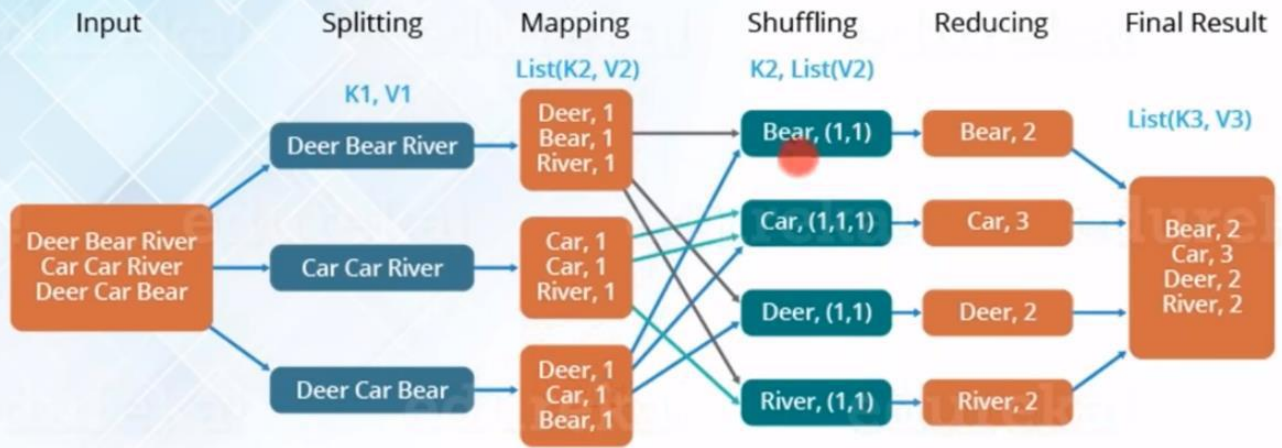 Input
Splitting
Mapping
Shuffling
Reducing
Final Result
K1, V1
List(K2, V2)
K2, List(V2)
List(K3, V3)
Deer Bear River
Car Car River
Deer Car Bear
Deer Bear River
Car Car River
Deer Car Bear
Deer, 1
Bear, 1
River, 1
Car, 1
Car, 1
River, 1
Deer, 1
Car, 1
Bear, 1
Bear, (1,1)
Car, (1,1,1)
Deer, (1,1)
River, (1,1)
Bear, 2
Car, 3
Deer, 2
River, 2
Bear, 2
Car, 3
Deer, 2
River, 2